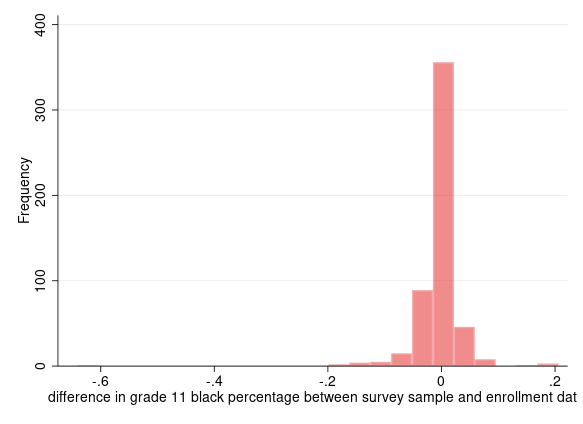 400
300
200
100
0
Frequency
-.6 -.4 -.2 0 .2
difference in grade 11 black percentage between survey sample and enrollment dat